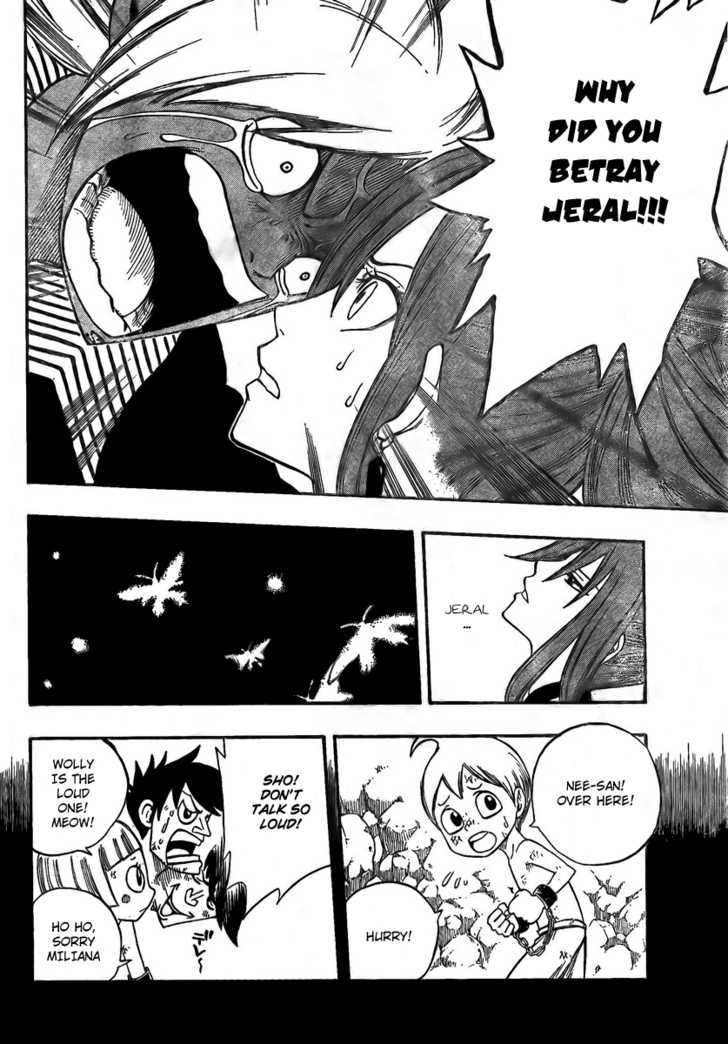 WHY
DID YOU
BETRAY
JERAL!!!
JERAL
...
NEE-SAN!
OVER HERE!
HURRY!
SHO!
DON'T
TALK SO
LOUD!
WOLLY
IS THE
LOUD
ONE!
MEOW!
HO HO,
SORRY
MILIANA